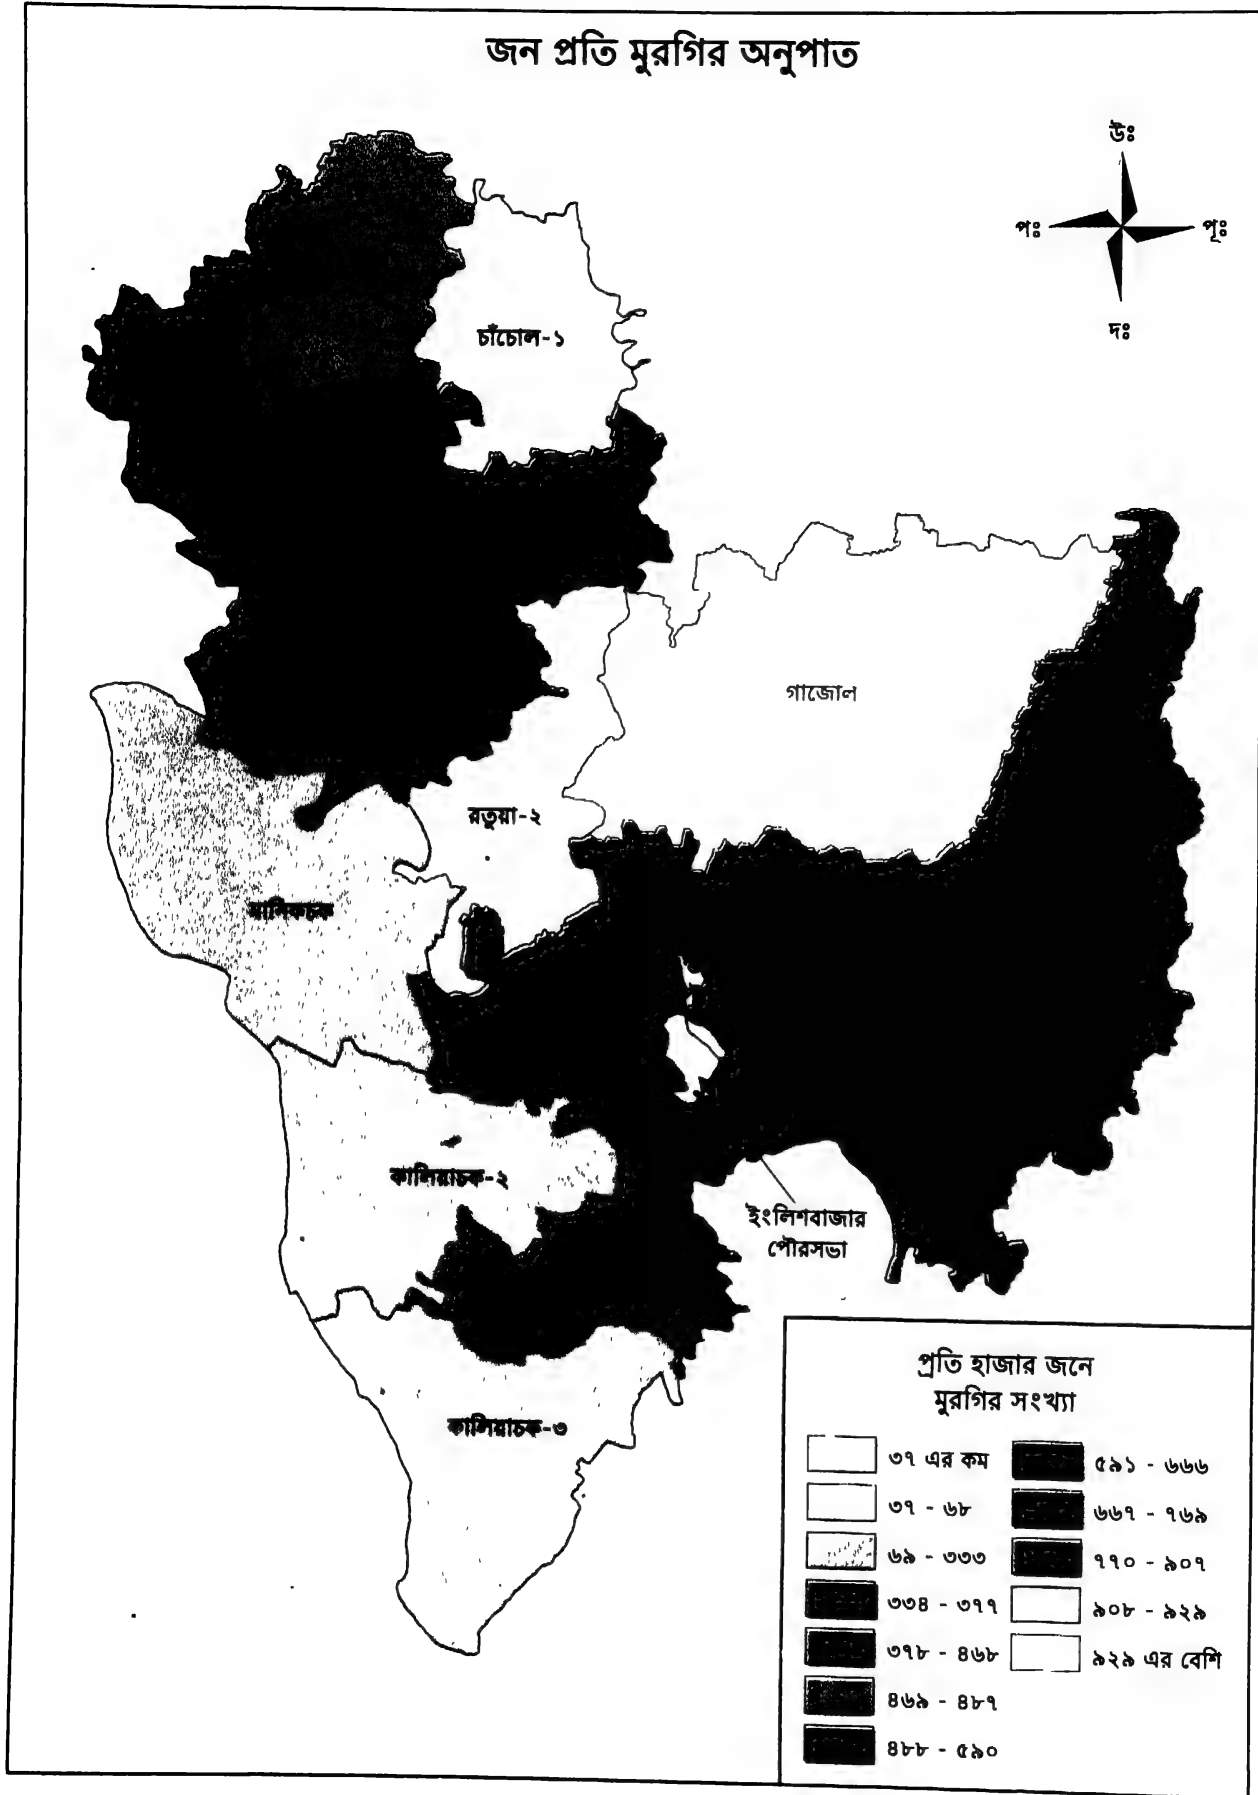 জন প্রতি মুরগির অনুপাত
উঃ
পঃ
পূঃ
দঃ
চাঁচোল-১
গাজোল
রতুয়া-২
মানিকচক
কালিয়াচক-২
ইংলিশবাজার
পৌরসভা
কালিয়াচক-৩
প্রতি হাজার জনে
মুরগির সংখ্যা
৩৭ এর কম
৩৭ - ৬৮
৬৯ - ৩৩৩
৩৩৪ - ৩৭৭
৩৭৮ - ৪৬৮
৪৬৯ - ৪৮৭
৪৮৮ - ৫৯০
৫৯১ - ৬৬৬
৬৬৭ - ৭৬৯
৭৭০ - ৯০৭
৯০৮ - ৯২৯
৯২৯ এর বেশি